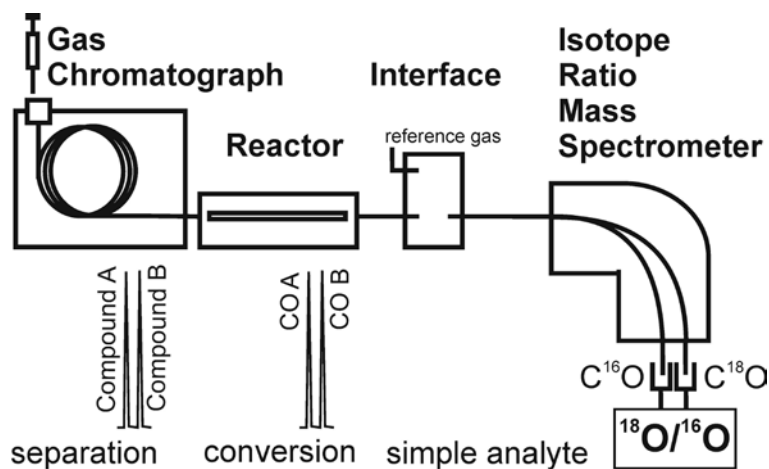 Gas
Chromatograph
Reactor
Interface
reference gas
Isotope
Ratio
Mass
Spectrometer
Compound A
Compound B
CO A
CO B
C¹⁶O
C¹⁸O
¹⁸O/¹⁶O
separation
conversion
simple analyte